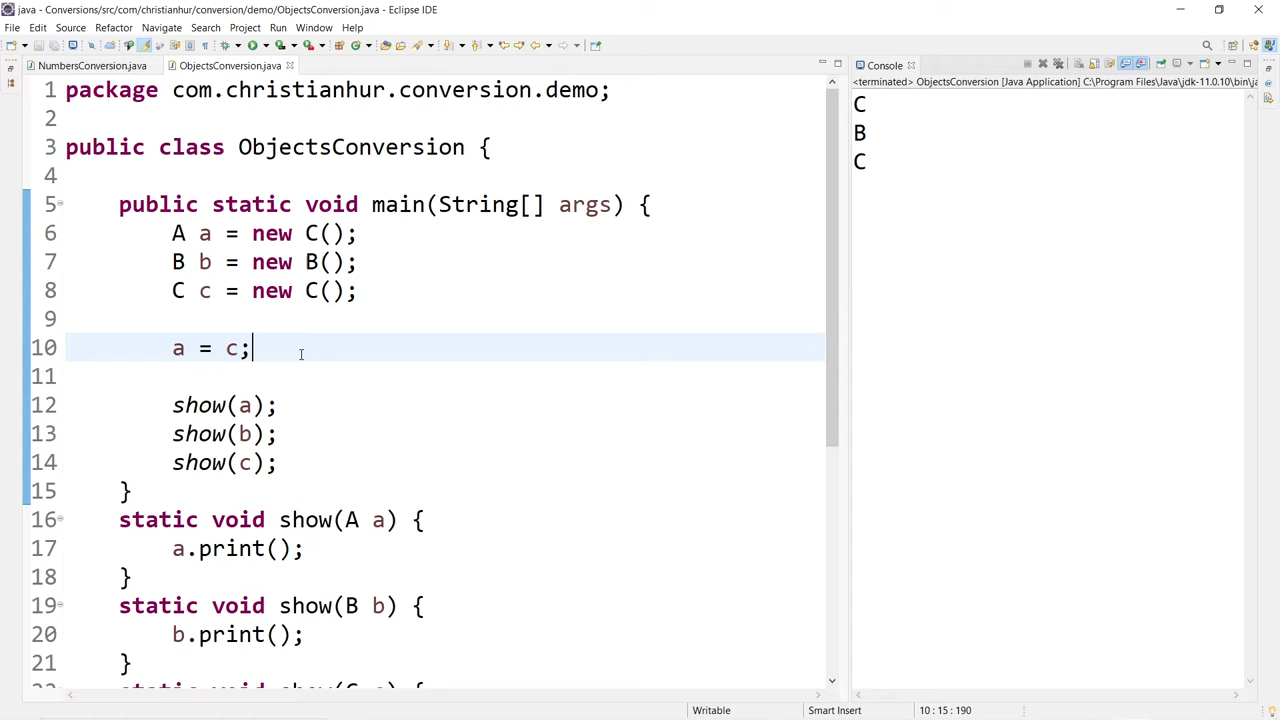 java - Conversions/src/com/christianhur/conversion/demo/ObjectsConversion.java - Eclipse IDE
File Edit Source Refactor Navigate Search Project Run Window Help
NumbersConversion.java ObjectsConversion.java
1 package com.christianhur.conversion.demo;
2
3 public class ObjectsConversion {
4
5 public static void main(String[] args) {
6 A a = new C();
7 B b = new B();
8 C c = new C();
9
10 a = c;
11
12 show(a);
13 show(b);
14 show(c);
15 }
16 static void show(A a) {
17 a.print();
18 }
19 static void show(B b) {
20 b.print();
21 }
Console
<terminated> ObjectsConversion [Java Application] C:\Program Files\Java\jdk-11.0.10\bin\ja
C
B
C
Writable Smart Insert 10 : 15 : 190